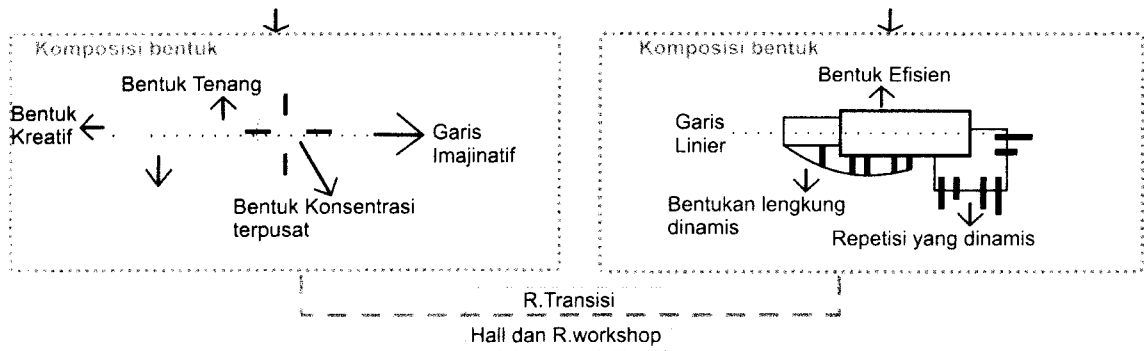 Komposisi bentuk
Bentuk Tenang
Bentuk
Kreatif
Garis
Imajinatif
Bentuk Konsentrasi
terpusat
Komposisi bentuk
Bentuk Efisien
Garis
Linier
Bentukan lengkung
dinamis
Repetisi yang dinamis
R.Transisi
Hall dan R.workshop